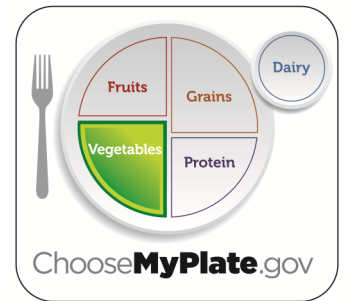 Fruits
Grains
Dairy
Vegetables
Protein
ChooseMyPlate.gov